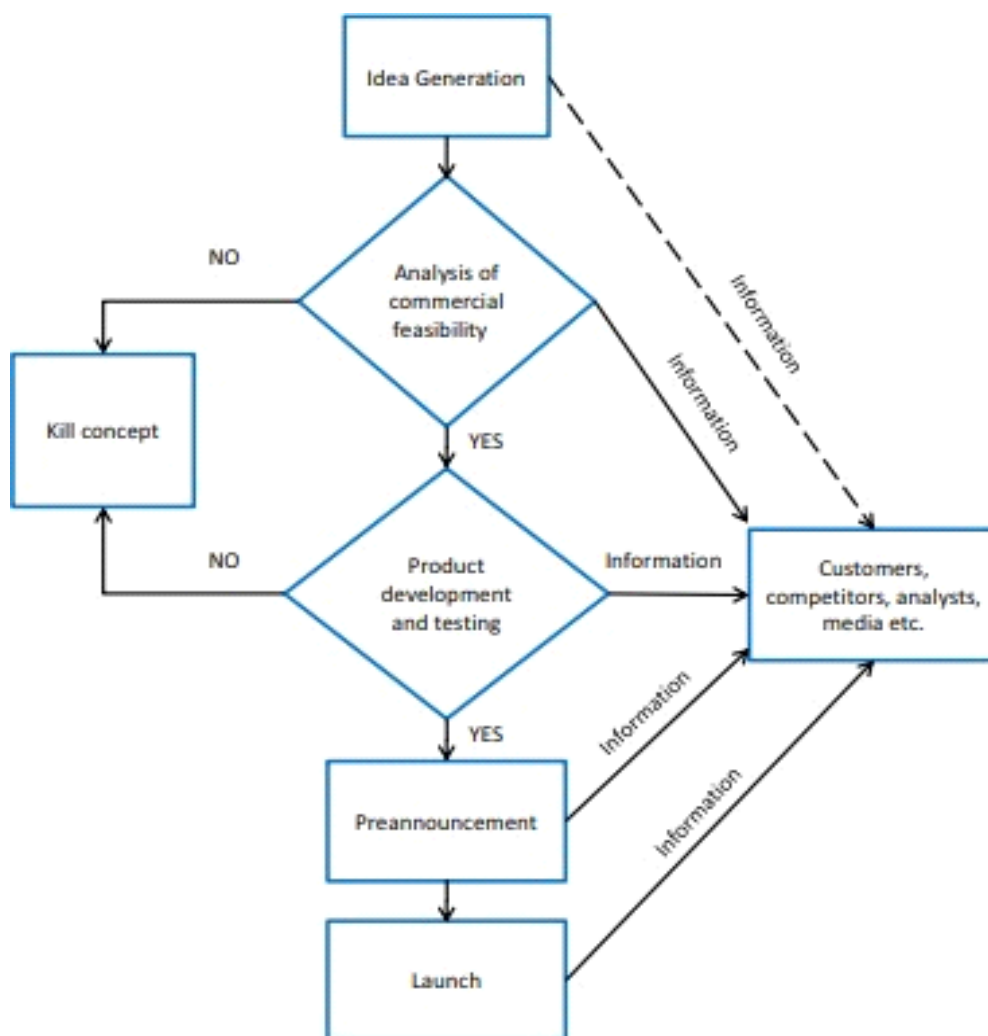 Idea Generation
NO
Analysis of
commercial
feasibility
Information
Information
Kill concept
YES
NO
Product
development
and testing
Information
Customers,
competitors, analysts,
media etc.
YES
Information
Preannouncement
Information
Launch